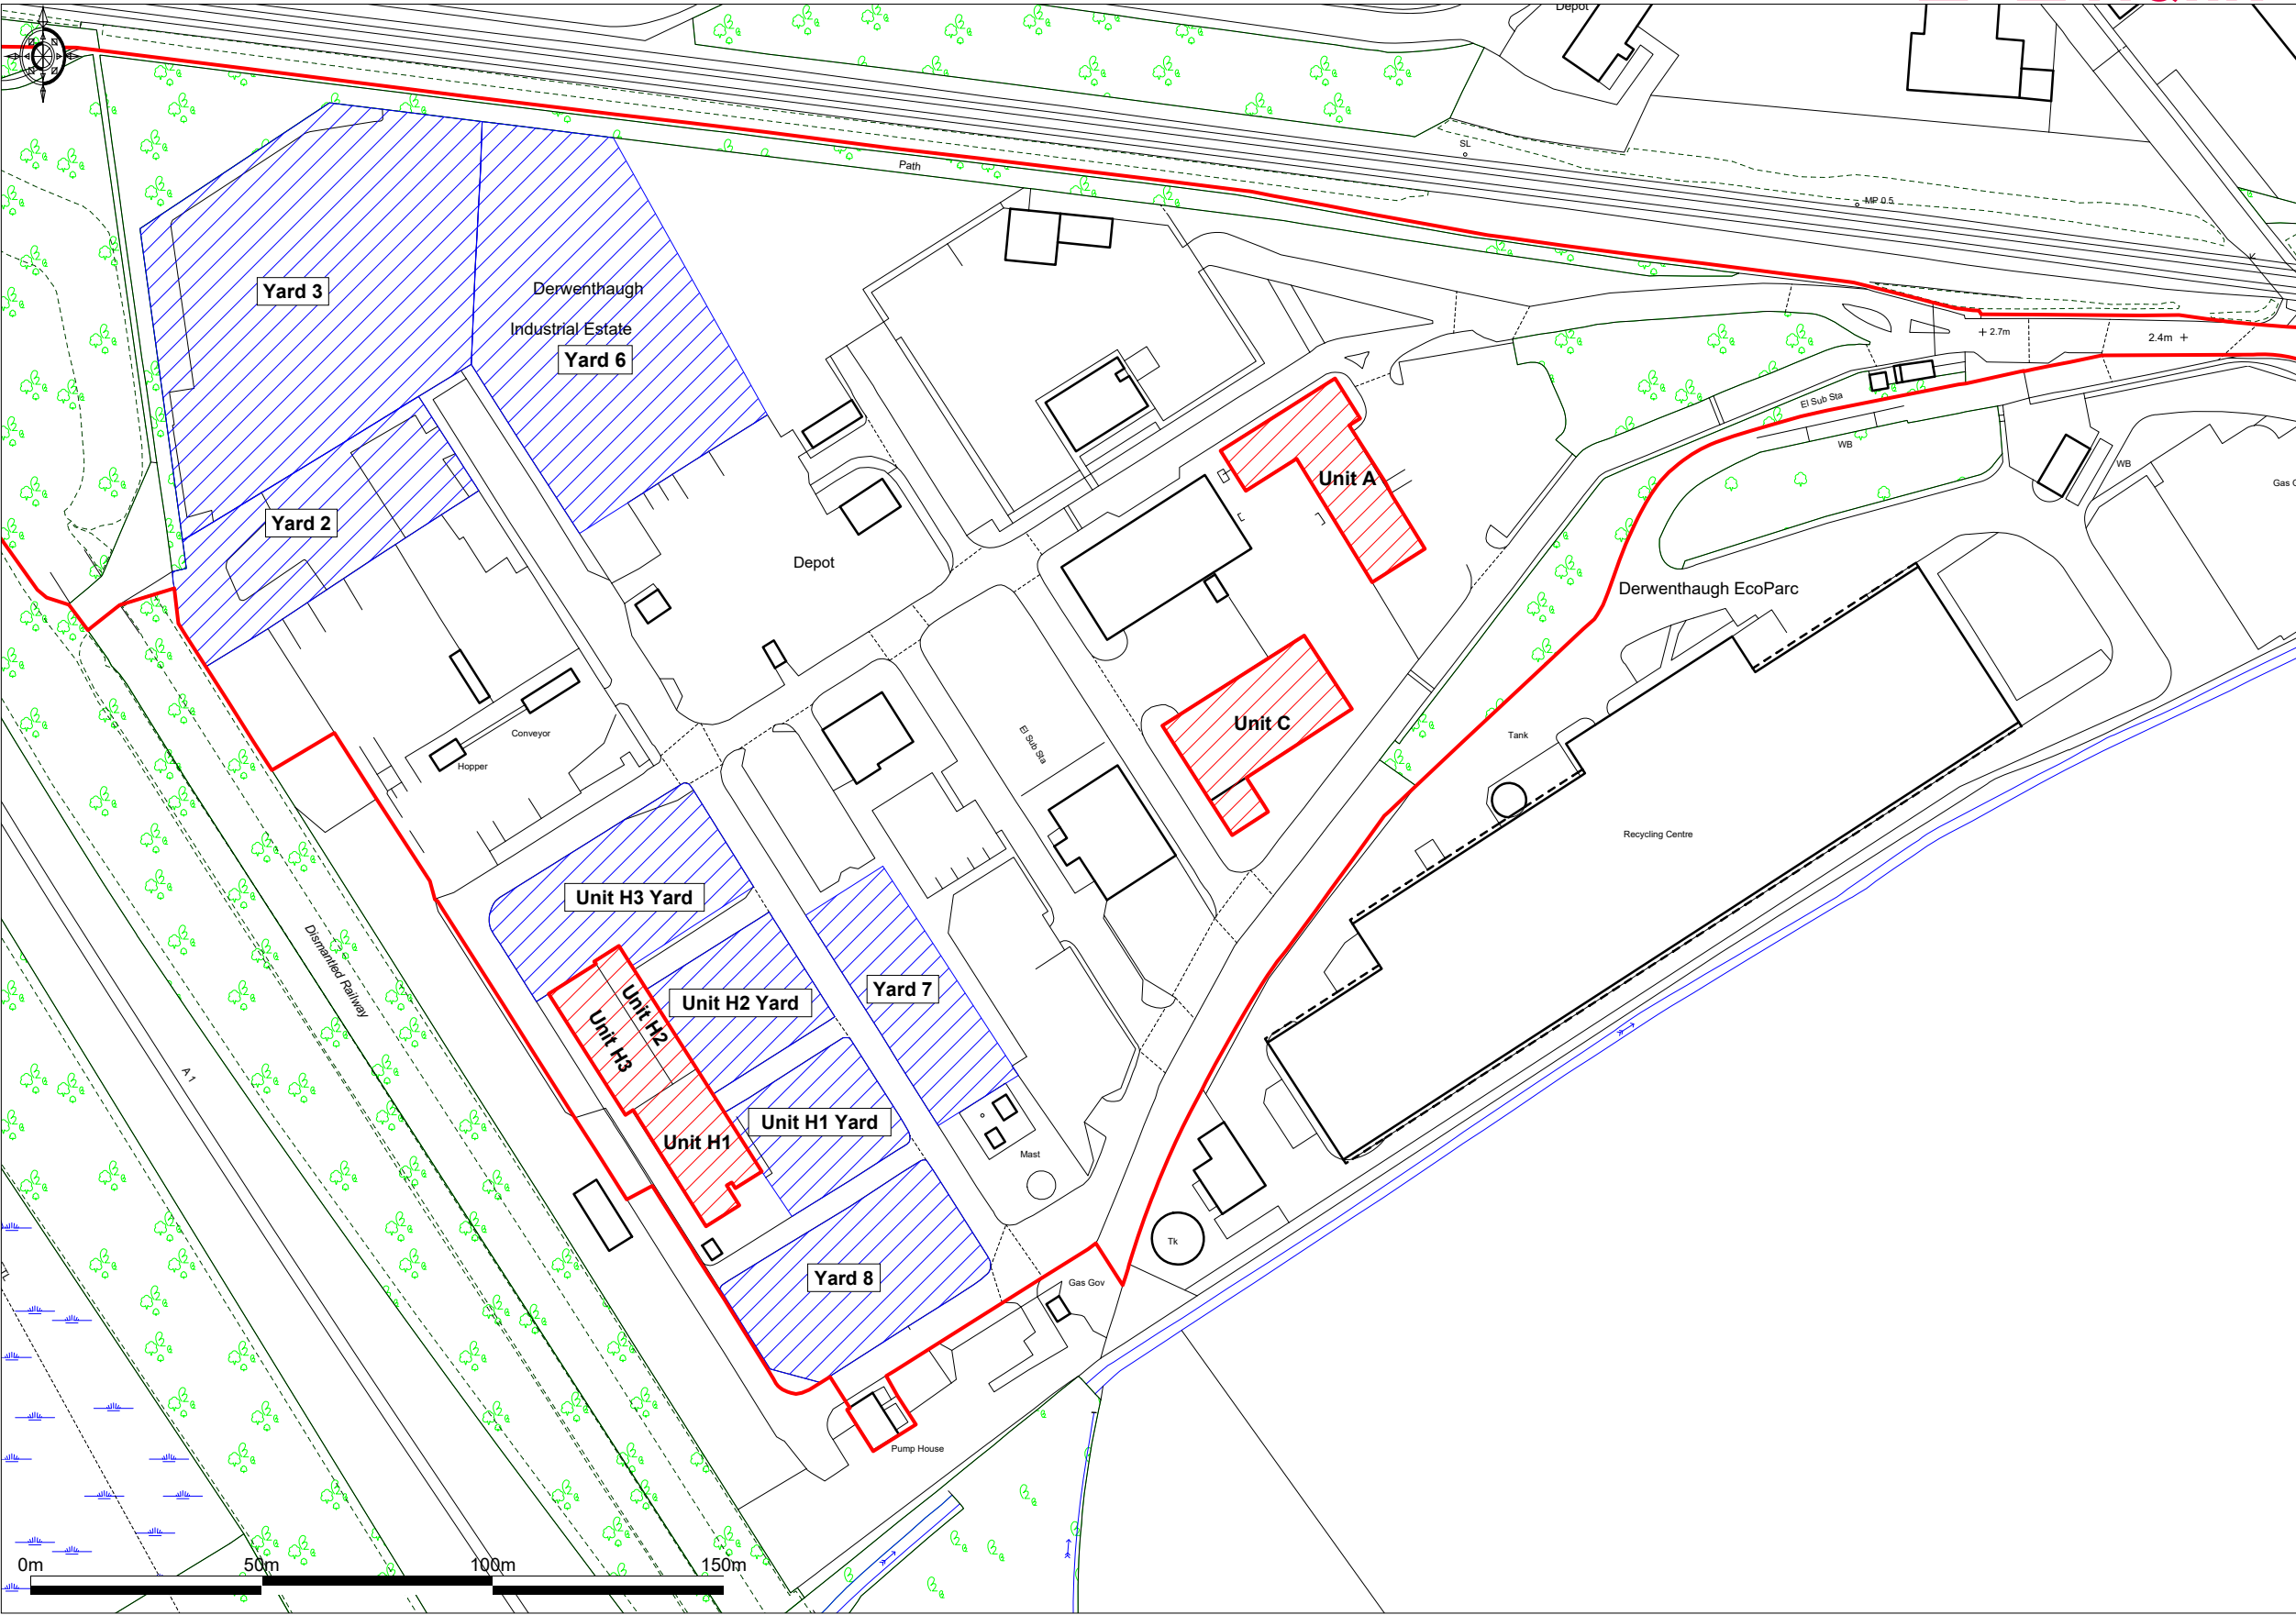 Depot
SL
Path
MP 0.5
Yard 3
Derwenthaugh
Industrial Estate
Yard 6
2.7m
2.4m
El Sub Sta
WB
WB
Unit A
Yard 2
Depot
Derwenthaugh EcoParc
Unit C
El Sub Sta
Conveyor
Hopper
Tank
Recycling Centre
Unit H3 Yard
Dismantled Railway
Unit H2 Yard
Yard 7
Unit H2
Unit H3
A1
Unit H1 Yard
Unit H1
Mast
Tk
Yard 8
Gas Gov
Pump House
0m
50m
100m
150m